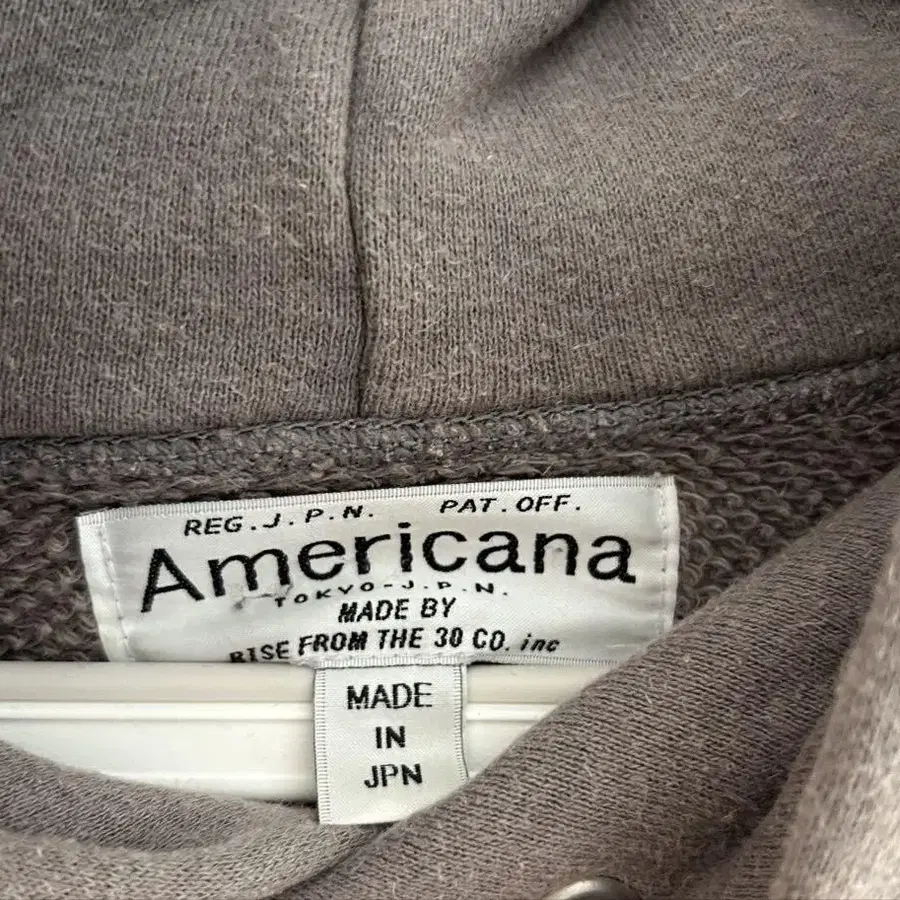 REG.J.P.N. PAT.OFF.
Americana
TOKYO-J.P.N.
MADE BY
RISE FROM THE 30 CO. inc
MADE
IN
JPN